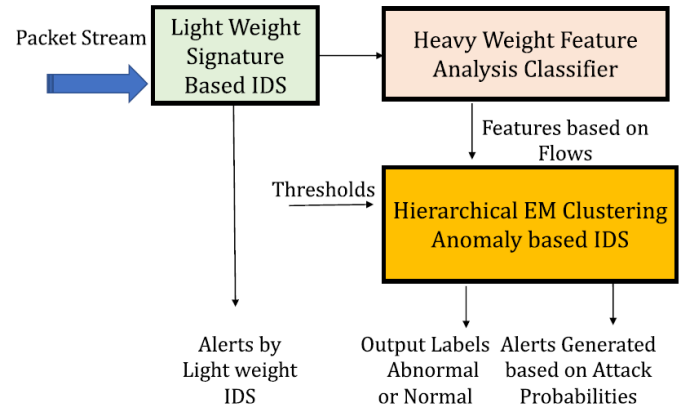 Packet Stream
Light Weight
Signature
Based IDS
Heavy Weight Feature
Analysis Classifier
Features based on
Flows
Thresholds
Hierarchical EM Clustering
Anomaly based IDS
Alerts by
Light weight
IDS
Output Labels
Abnormal
or Normal
Alerts Generated
based on Attack
Probabilities